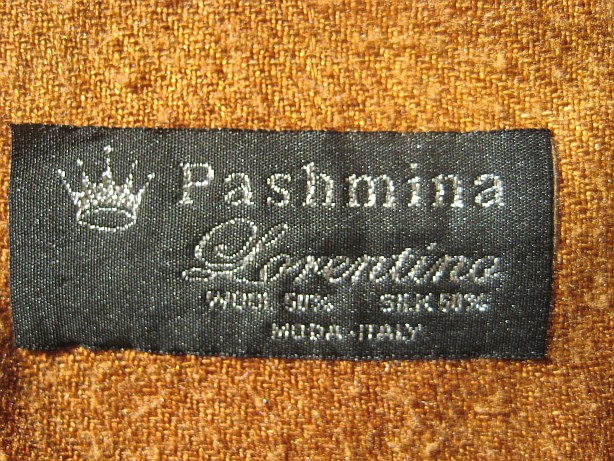 Pashmina
Lorentino
WOOL 50% SILK 50%
MODA-ITALY